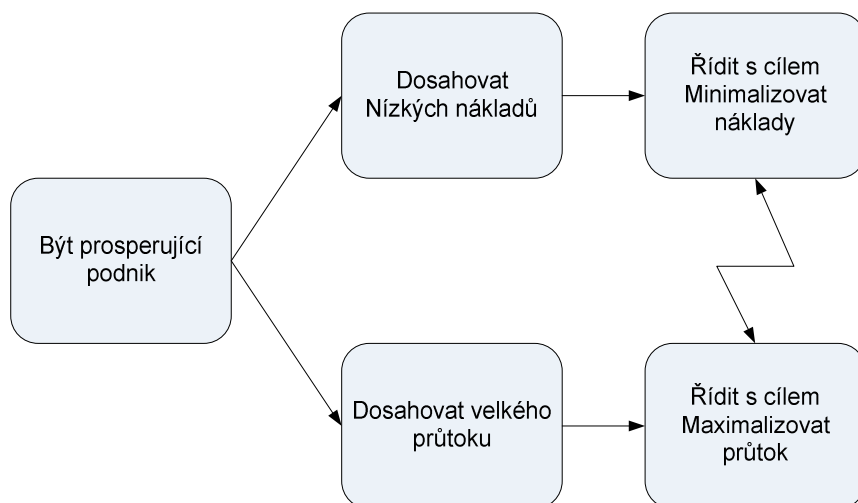 Být prosperující
podnik
Dosahovat
Nízkých nákladů
Řídit s cílem
Minimalizovat
náklady
Dosahovat velkého
průtoku
Řídit s cílem
Maximalizovat
průtok